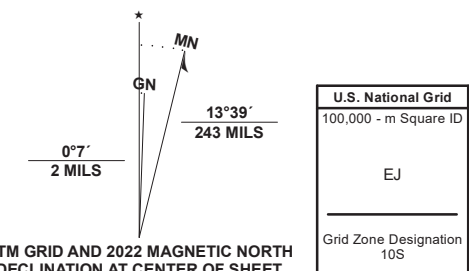 ★
MN
GN
13°39´
243 MILS
0°7´
2 MILS
TM GRID AND 2022 MAGNETIC NORTH
DECLINATION AT CENTER OF SHEET
U.S. National Grid
100,000 - m Square ID
EJ
Grid Zone Designation
10S